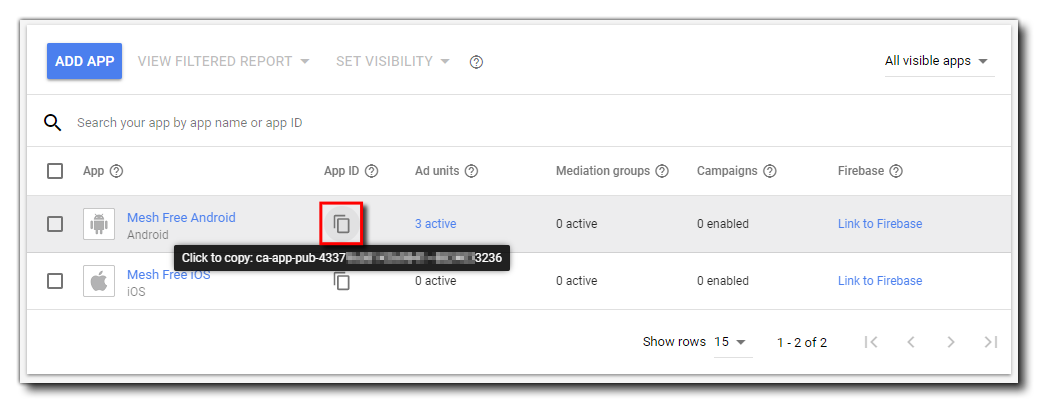 ADD APP VIEW FILTERED REPORT SET VISIBILITY All visible apps
Search your app by app name or app ID
App App ID Ad units Mediation groups Campaigns Firebase
Mesh Free Android 3 active 0 active 0 enabled Link to Firebase
Android
Click to copy: ca-app-pub-4337 3236
Mesh Free iOS 0 active 0 active 0 enabled Link to Firebase
iOS
Show rows 15 1 - 2 of 2